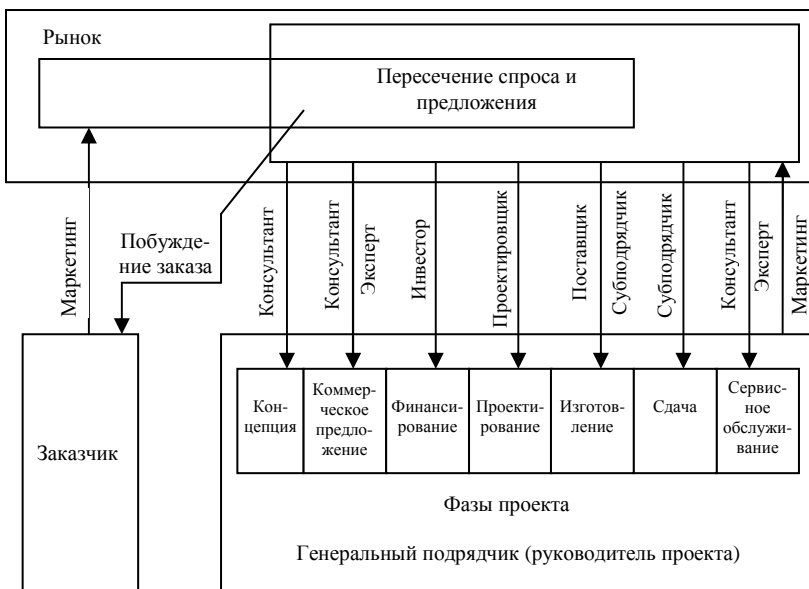 Рынок
Пересечение спроса и
предложения
Маркетинг
Побужде-
ние заказа
Консультант
Консультант
Эксперт
Инвестор
Проектировщик
Поставщик
Субподрядчик
Субподрядчик
Консультант
Эксперт
Маркетинг
Заказчик
Кон-
цепция
Коммер-
ческое
предло-
жение
Финанси-
рование
Проекти-
рование
Изготов-
ление
Сдача
Сервис-
ное
обслужи-
вание
Фазы проекта
Генеральный подрядчик (руководитель проекта)